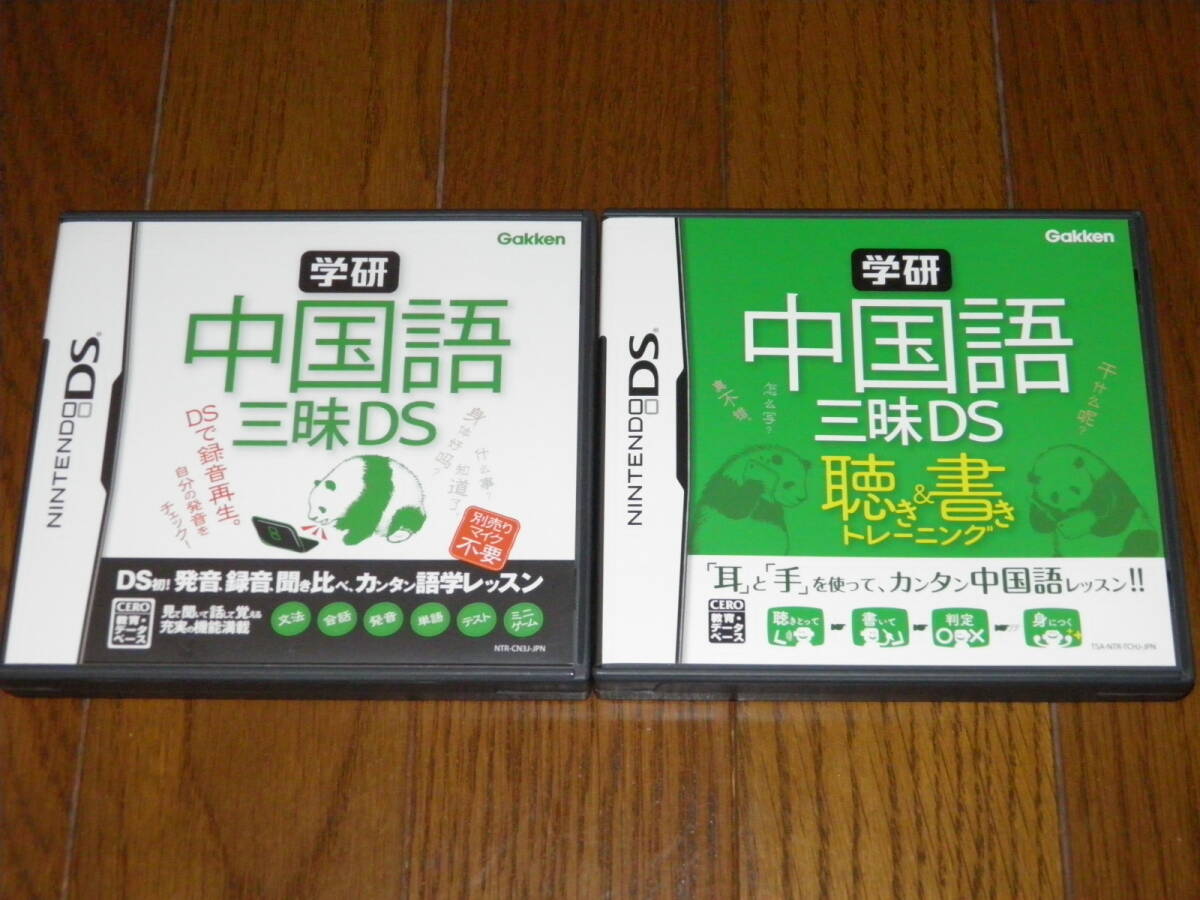 NINTENDO DS
Gakken
学研
中国語
三昧DS
DSで録音再生。
自分の発音を
チェック!
身体好吗?
知道了。
什么事?
別売り
マイク
不要
DS初! 発音、録音、聞き比べ、カンタン語学レッスン
CERO
教育・
データ
ベース
見て聞いて話して覚える
充実の機能満載
文法
会話
発音
単語
テスト
ミニ
ゲーム
NTR-CN3J-JPN
NINTENDO DS
Gakken
学研
中国語
三昧DS
真不错。
怎么写?
干什么呢?
聴き&書き
トレーニング
「耳」と「手」を使って、カンタン中国語レッスン!!
CERO
教育・
データ
ベース
聴きとって
書いて
判定
身につく
TSA-NTR-TCHJ-JPN